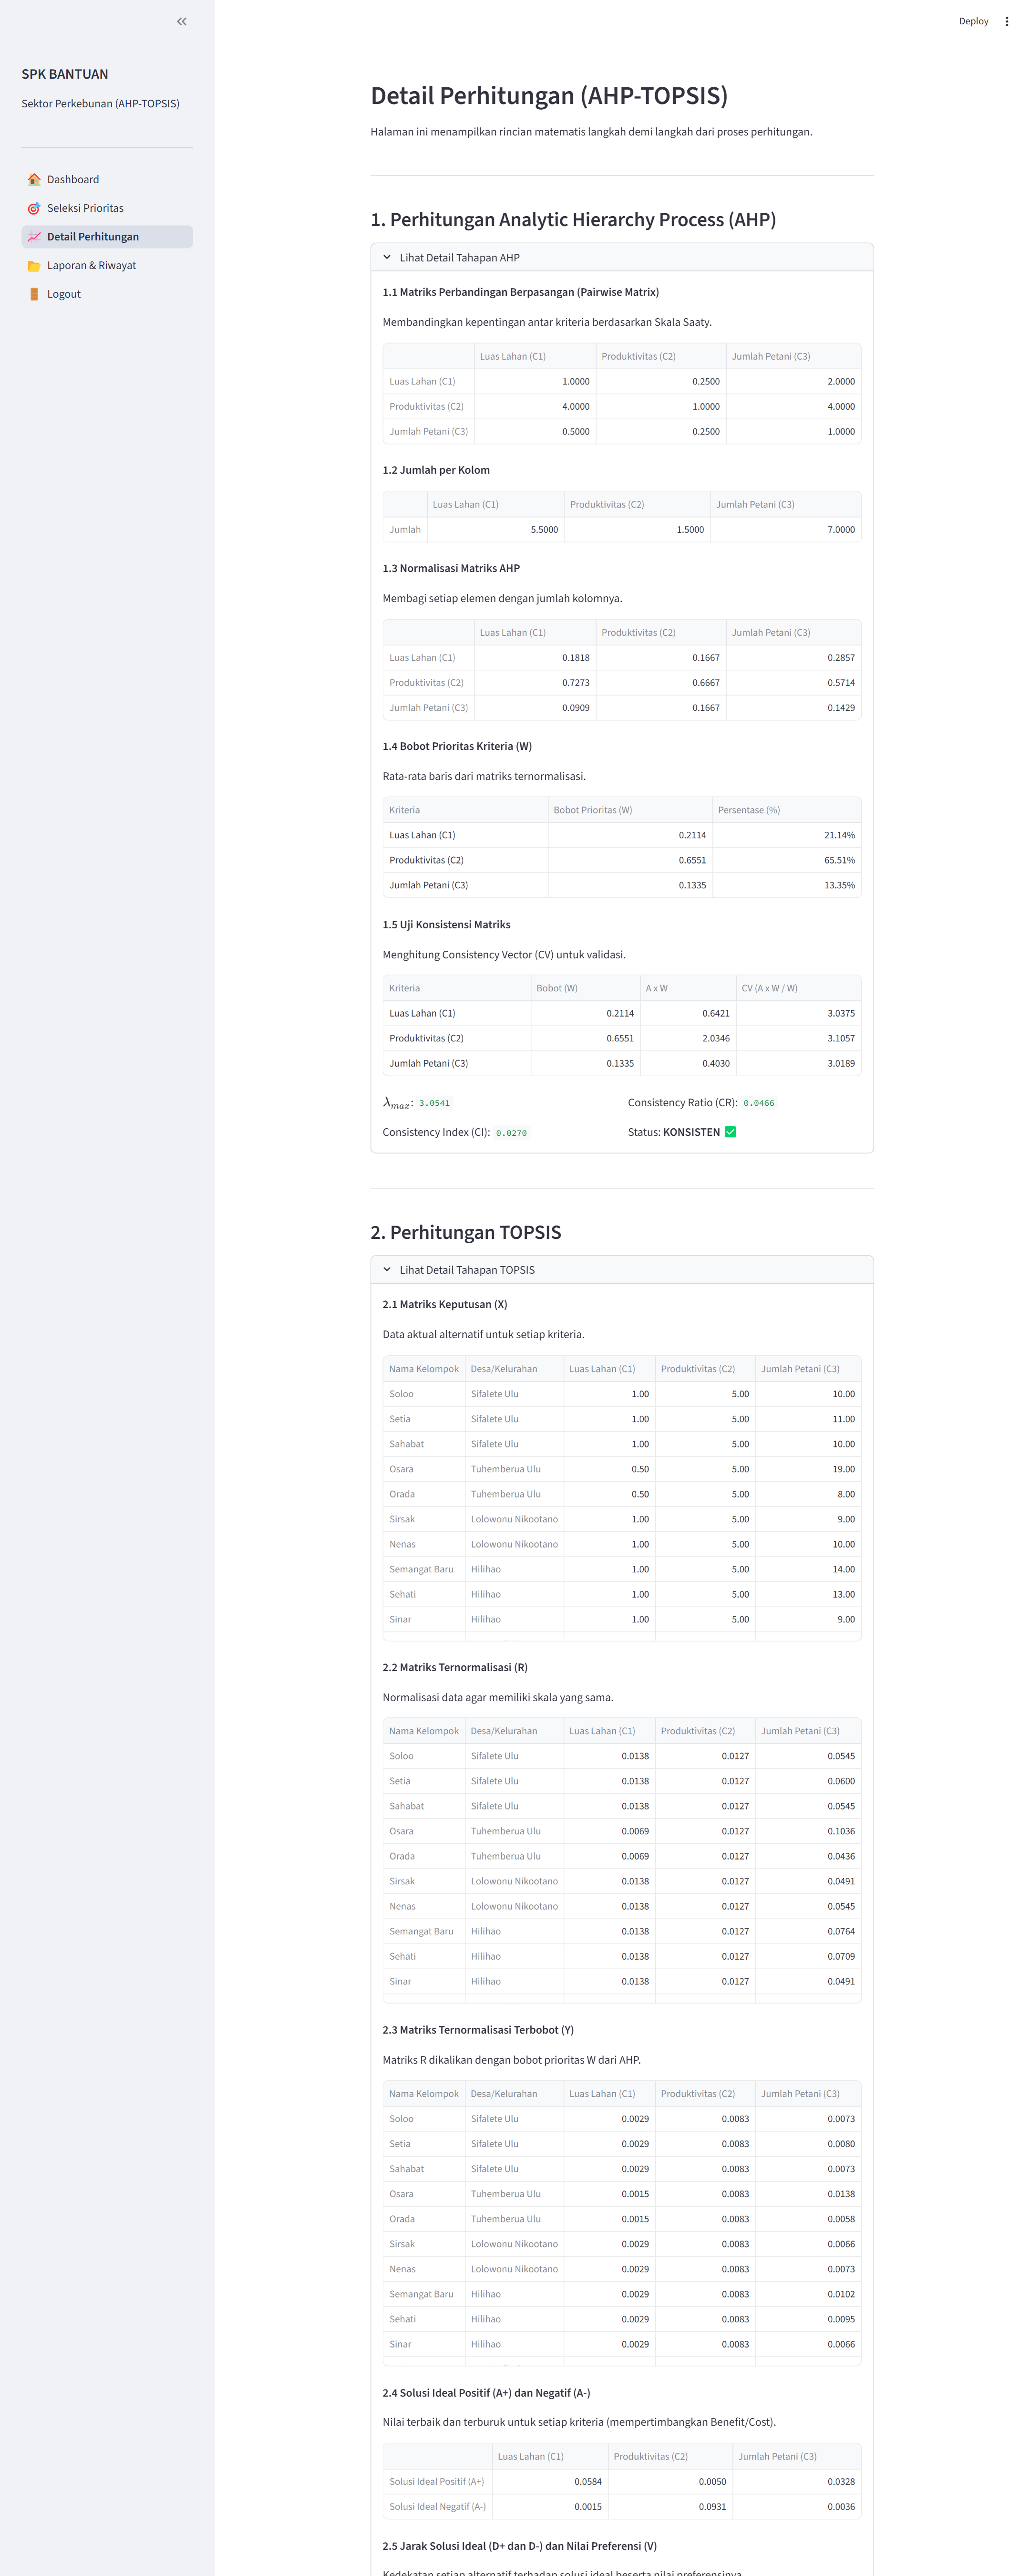 Deploy
SPK BANTUAN
Sektor Perkebunan (AHP-TOPSIS)
Dashboard
Seleksi Prioritas
Detail Perhitungan
Laporan & Riwayat
Logout
Detail Perhitungan (AHP-TOPSIS)
Halaman ini menampilkan rincian matematis langkah demi langkah dari proses perhitungan.
1. Perhitungan Analytic Hierarchy Process (AHP)
Lihat Detail Tahapan AHP
1.1 Matriks Perbandingan Berpasangan (Pairwise Matrix)
Membandingkan kepentingan antar kriteria berdasarkan Skala Saaty.
Luas Lahan (C1) Produktivitas (C2) Jumlah Petani (C3)
Luas Lahan (C1) 1.0000 0.2500 2.0000
Produktivitas (C2) 4.0000 1.0000 4.0000
Jumlah Petani (C3) 0.5000 0.2500 1.0000
1.2 Jumlah per Kolom
Luas Lahan (C1) Produktivitas (C2) Jumlah Petani (C3)
Jumlah 5.5000 1.5000 7.0000
1.3 Normalisasi Matriks AHP
Membagi setiap elemen dengan jumlah kolomnya.
Luas Lahan (C1) Produktivitas (C2) Jumlah Petani (C3)
Luas Lahan (C1) 0.1818 0.1667 0.2857
Produktivitas (C2) 0.7273 0.6667 0.5714
Jumlah Petani (C3) 0.0909 0.1667 0.1429
1.4 Bobot Prioritas Kriteria (W)
Rata-rata baris dari matriks ternormalisasi.
Kriteria Bobot Prioritas (W) Persentase (%)
Luas Lahan (C1) 0.2114 21.14%
Produktivitas (C2) 0.6551 65.51%
Jumlah Petani (C3) 0.1335 13.35%
1.5 Uji Konsistensi Matriks
Menghitung Consistency Vector (CV) untuk validasi.
Kriteria Bobot (W) A x W CV (A x W / W)
Luas Lahan (C1) 0.2114 0.6421 3.0375
Produktivitas (C2) 0.6551 2.0346 3.1057
Jumlah Petani (C3) 0.1335 0.4030 3.0189
λmax: 3.0541 Consistency Ratio (CR): 0.0466
Consistency Index (CI): 0.0270 Status: KONSISTEN ✅
2. Perhitungan TOPSIS
Lihat Detail Tahapan TOPSIS
2.1 Matriks Keputusan (X)
Data aktual alternatif untuk setiap kriteria.
Nama Kelompok Desa/Kelurahan Luas Lahan (C1) Produktivitas (C2) Jumlah Petani (C3)
Soloo Sifalete Ulu 1.00 5.00 10.00
Setia Sifalete Ulu 1.00 5.00 11.00
Sahabat Sifalete Ulu 1.00 5.00 10.00
Osara Tuhemberua Ulu 0.50 5.00 19.00
Orada Tuhemberua Ulu 0.50 5.00 8.00
Sirsak Lolowonu Nikootano 1.00 5.00 9.00
Nenas Lolowonu Nikootano 1.00 5.00 10.00
Semangat Baru Hilihao 1.00 5.00 14.00
Sehati Hilihao 1.00 5.00 13.00
Sinar Hilihao 1.00 5.00 9.00
2.2 Matriks Ternormalisasi (R)
Normalisasi data agar memiliki skala yang sama.
Nama Kelompok Desa/Kelurahan Luas Lahan (C1) Produktivitas (C2) Jumlah Petani (C3)
Soloo Sifalete Ulu 0.0138 0.0127 0.0545
Setia Sifalete Ulu 0.0138 0.0127 0.0600
Sahabat Sifalete Ulu 0.0138 0.0127 0.0545
Osara Tuhemberua Ulu 0.0069 0.0127 0.1036
Orada Tuhemberua Ulu 0.0069 0.0127 0.0436
Sirsak Lolowonu Nikootano 0.0138 0.0127 0.0491
Nenas Lolowonu Nikootano 0.0138 0.0127 0.0545
Semangat Baru Hilihao 0.0138 0.0127 0.0764
Sehati Hilihao 0.0138 0.0127 0.0709
Sinar Hilihao 0.0138 0.0127 0.0491
2.3 Matriks Ternormalisasi Terbobot (Y)
Matriks R dikalikan dengan bobot prioritas W dari AHP.
Nama Kelompok Desa/Kelurahan Luas Lahan (C1) Produktivitas (C2) Jumlah Petani (C3)
Soloo Sifalete Ulu 0.0029 0.0083 0.0073
Setia Sifalete Ulu 0.0029 0.0083 0.0080
Sahabat Sifalete Ulu 0.0029 0.0083 0.0073
Osara Tuhemberua Ulu 0.0015 0.0083 0.0138
Orada Tuhemberua Ulu 0.0015 0.0083 0.0058
Sirsak Lolowonu Nikootano 0.0029 0.0083 0.0066
Nenas Lolowonu Nikootano 0.0029 0.0083 0.0073
Semangat Baru Hilihao 0.0029 0.0083 0.0102
Sehati Hilihao 0.0029 0.0083 0.0095
Sinar Hilihao 0.0029 0.0083 0.0066
2.4 Solusi Ideal Positif (A+) dan Negatif (A-)
Nilai terbaik dan terburuk untuk setiap kriteria (mempertimbangkan Benefit/Cost).
Luas Lahan (C1) Produktivitas (C2) Jumlah Petani (C3)
Solusi Ideal Positif (A+) 0.0584 0.0050 0.0328
Solusi Ideal Negatif (A-) 0.0015 0.0931 0.0036
2.5 Jarak Solusi Ideal (D+ dan D-) dan Nilai Preferensi (V)
Kedekatan setiap alternatif terhadap solusi ideal beserta nilai preferensinya